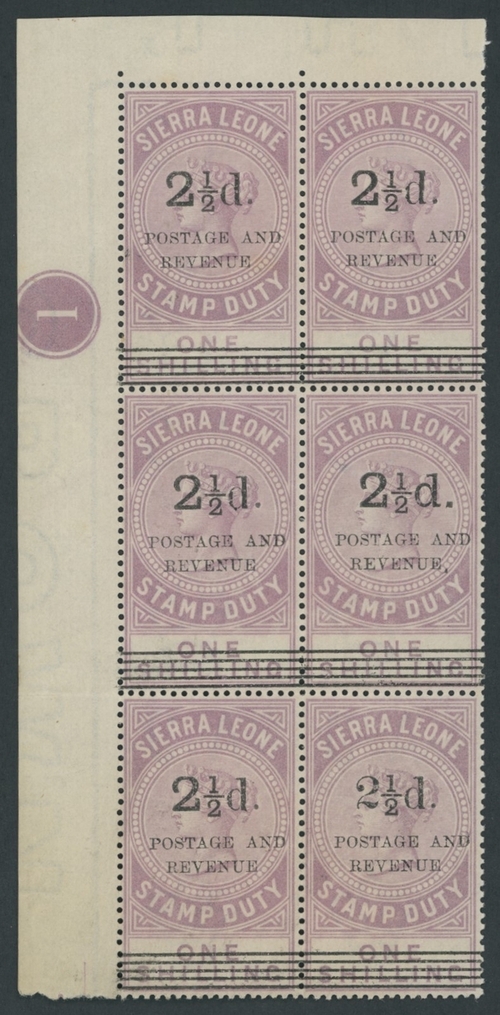 SIERRA LEONE
2½d.
POSTAGE AND
REVENUE
STAMP DUTY
ONE
SHILLING
SIERRA LEONE
2½d.
POSTAGE AND
REVENUE
STAMP DUTY
ONE
SHILLING
1
SIERRA LEONE
2½d.
POSTAGE AND
REVENUE
STAMP DUTY
ONE
SHILLING
SIERRA LEONE
2½d.
POSTAGE AND
REVENUE,
STAMP DUTY
ONE
SHILLING
SIERRA LEONE
2½d.
POSTAGE AND
REVENUE
STAMP DUTY
ONE
SHILLING
SIERRA LEONE
2½d.
POSTAGE AND
REVENUE
STAMP DUTY
ONE
SHILLING